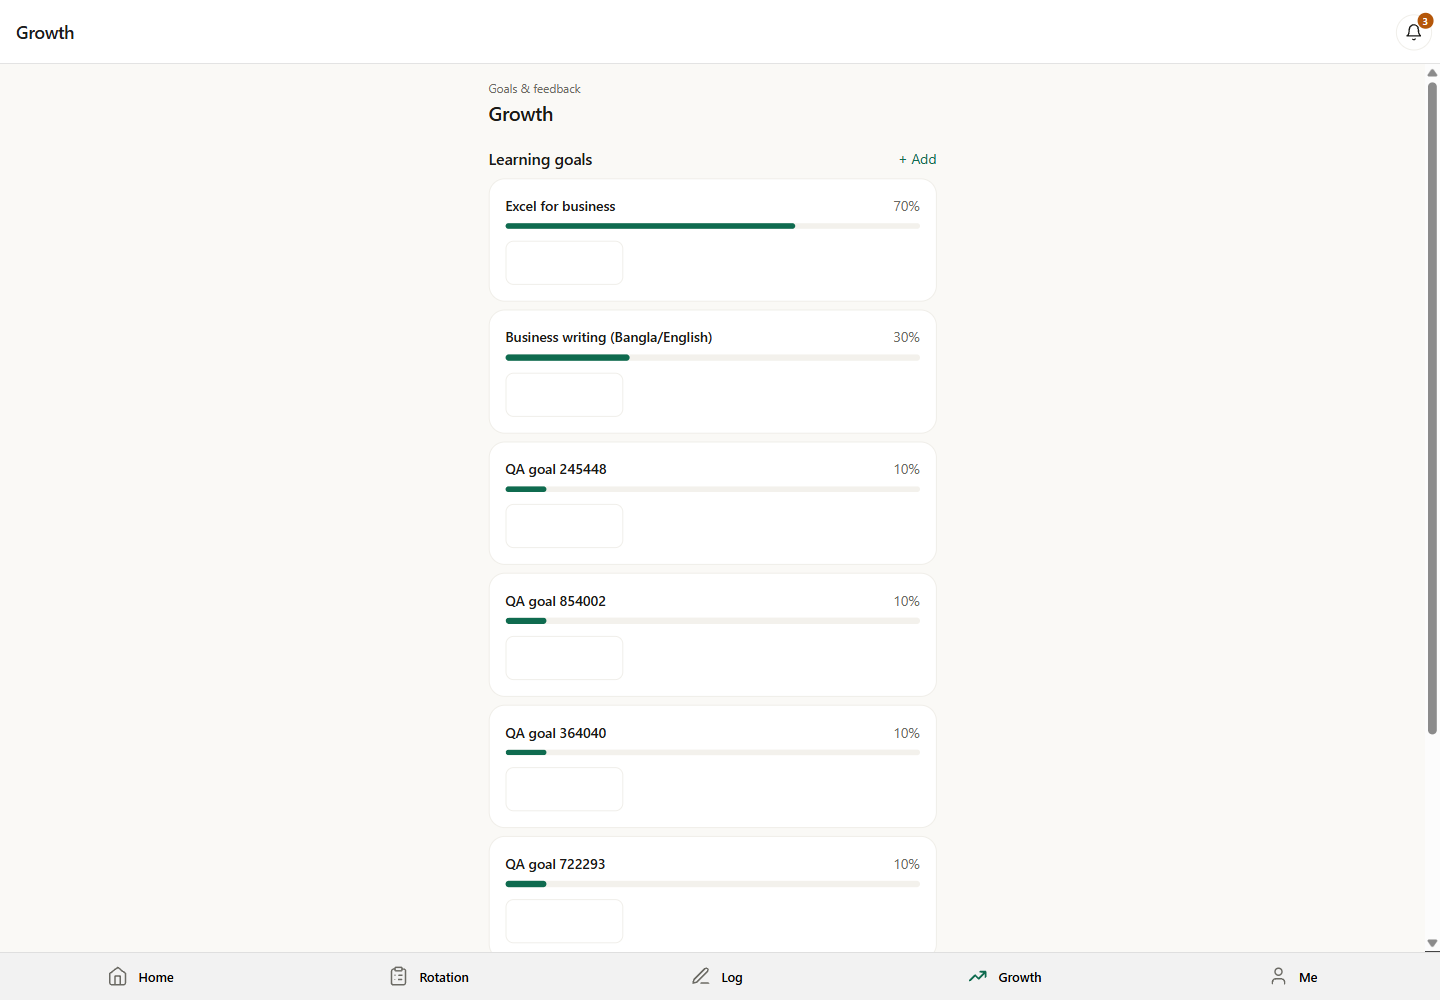 Growth
3
Goals & feedback
Growth
Learning goals
+ Add
Excel for business
70%
Business writing (Bangla/English)
30%
QA goal 245448
10%
QA goal 854002
10%
QA goal 364040
10%
QA goal 722293
10%
Home
Rotation
Log
Growth
Me